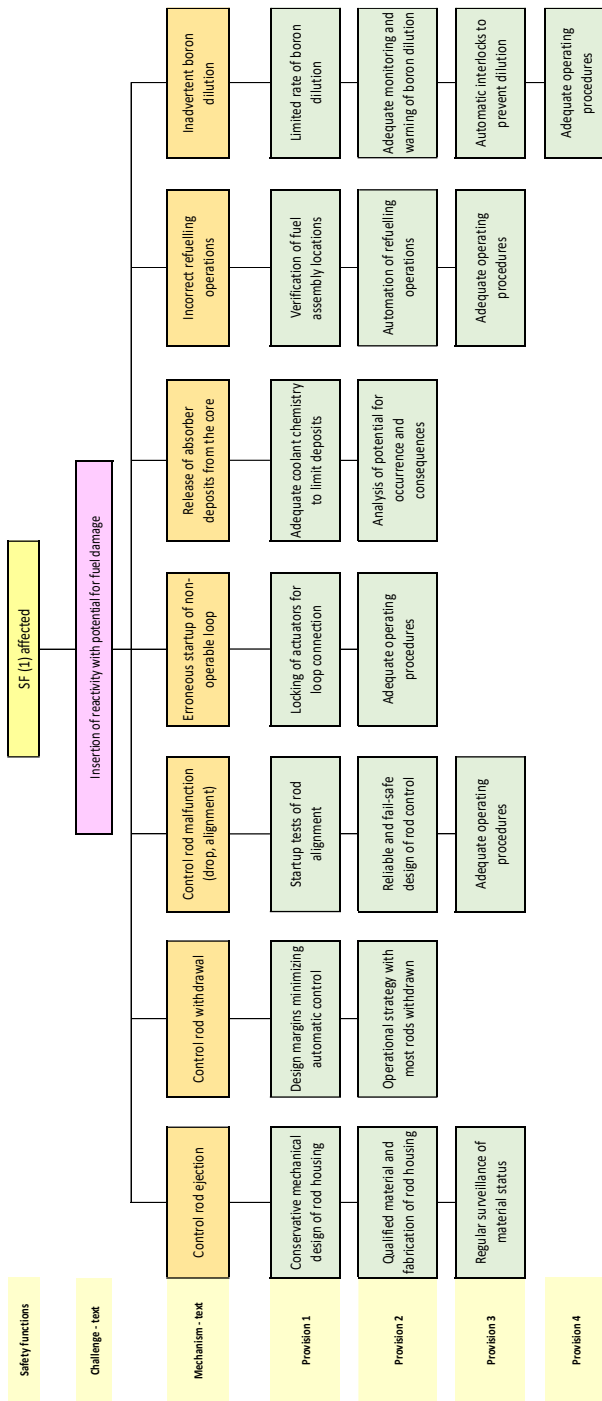 Safety functions
SF (1) affected
Challenge - text
Insertion of reactivity with potential for fuel damage
Mechanism - text
Control rod ejection
Control rod withdrawal
Control rod malfunction
(drop, alignment)
Erroneous startup of non-
operable loop
Release of absorber
deposits from the core
Incorrect refuelling
operations
Inadvertent boron
dilution
Provision 1
Conservative mechanical
design of rod housing
Design margins minimizing
automatic control
Startup tests of rod
alignment
Locking of actuators for
loop connection
Adequate coolant chemistry
to limit deposits
Verification of fuel
assembly locations
Limited rate of boron
dilution
Provision 2
Qualified material and
fabrication of rod housing
Operational strategy with
most rods withdrawn
Reliable and fail-safe
design of rod control
Adequate operating
procedures
Analysis of potential for
occurrence and
consequences
Automation of refuelling
operations
Adequate monitoring and
warning of boron dilution
Provision 3
Regular surveillance of
material status
Adequate operating
procedures
Adequate operating
procedures
Automatic interlocks to
prevent dilution
Provision 4
Adequate operating
procedures